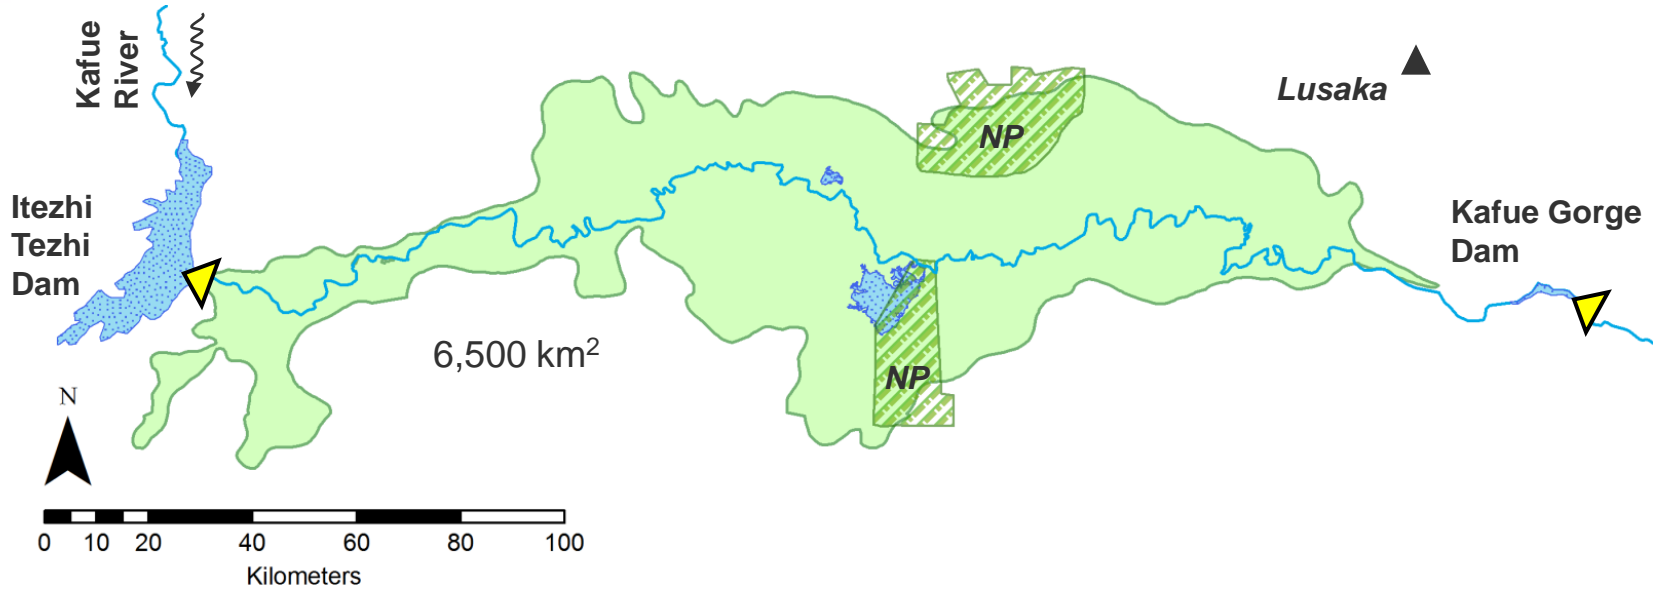 Kafue
River
Lusaka
NP
Itezhi
Tezhi
Dam
Kafue Gorge
Dam
6,500 km²
NP
N
0 10 20 40 60 80 100
Kilometers